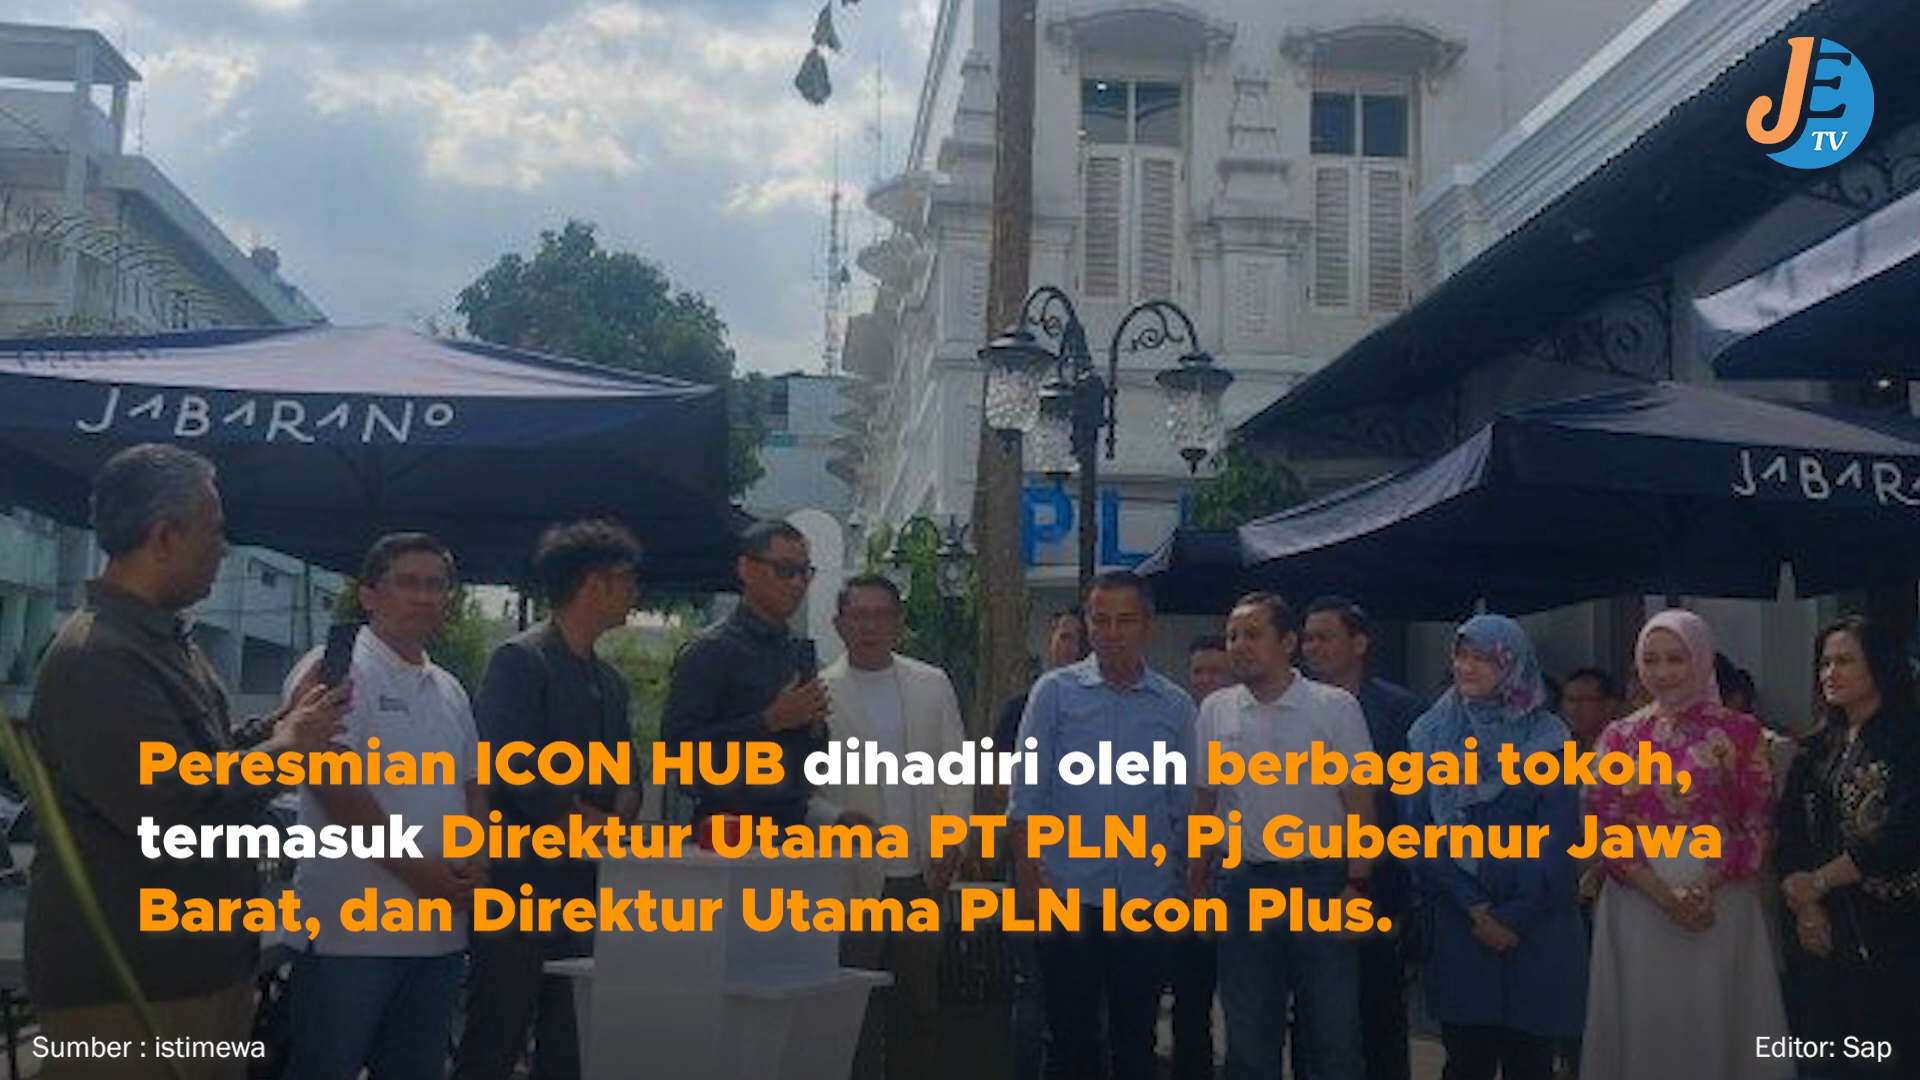 JE
TV
JABARANO
JABAR
PL
Peresmian ICON HUB dihadiri oleh berbagai tokoh,
termasuk Direktur Utama PT PLN, Pj Gubernur Jawa
Barat, dan Direktur Utama PLN Icon Plus.
Sumber : istimewa
Editor: Sap